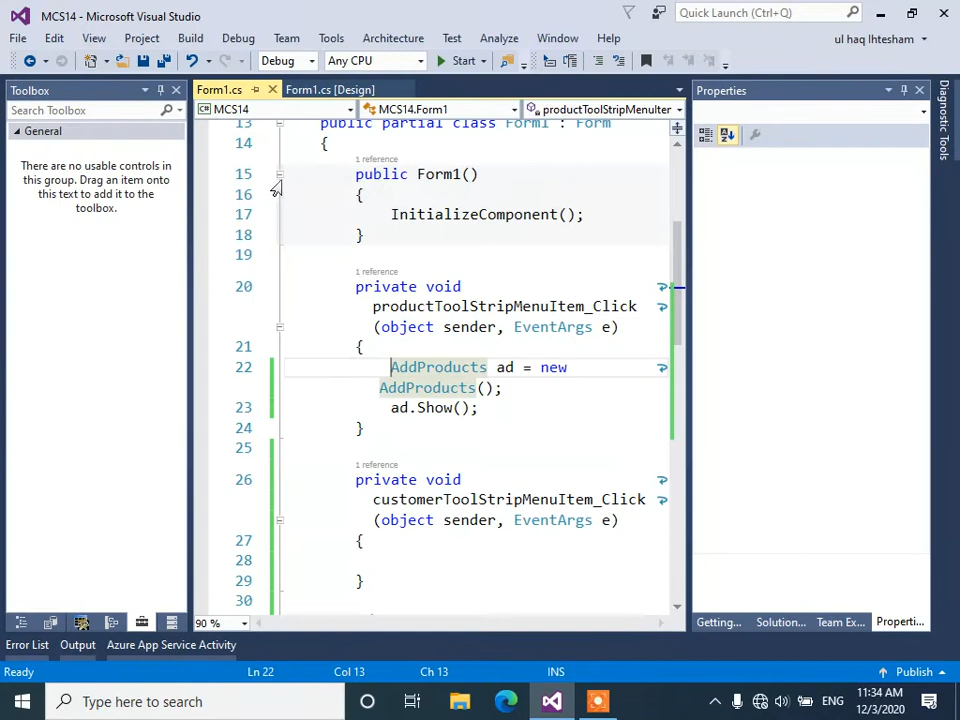 MCS14 - Microsoft Visual Studio
Quick Launch (Ctrl+Q)
File Edit View Project Build Debug Team Tools Architecture Test Analyze Window Help
ul haq Ihtesham
Debug Any CPU Start
Toolbox
Form1.cs Form1.cs [Design]
Properties
Diagnostic Tools
Search Toolbox
MCS14 MCS14.Form1 productToolStripMenuIter
General
There are no usable controls in
this group. Drag an item onto
this text to add it to the
toolbox.
13 public partial class Form1 : Form
14 {
1 reference
15 public Form1()
16 {
17 InitializeComponent();
18 }
19
1 reference
20 private void
productToolStripMenuItem_Click
(object sender, EventArgs e)
21 {
22 AddProducts ad = new
AddProducts();
23 ad.Show();
24 }
25
1 reference
26 private void
customerToolStripMenuItem_Click
(object sender, EventArgs e)
27 {
28
29 }
30
90 %
Getting... Solution... Team Ex... Properti...
Error List Output Azure App Service Activity
Ready Ln 22 Col 13 Ch 13 INS Publish
Type here to search
ENG
11:34 AM
12/3/2020